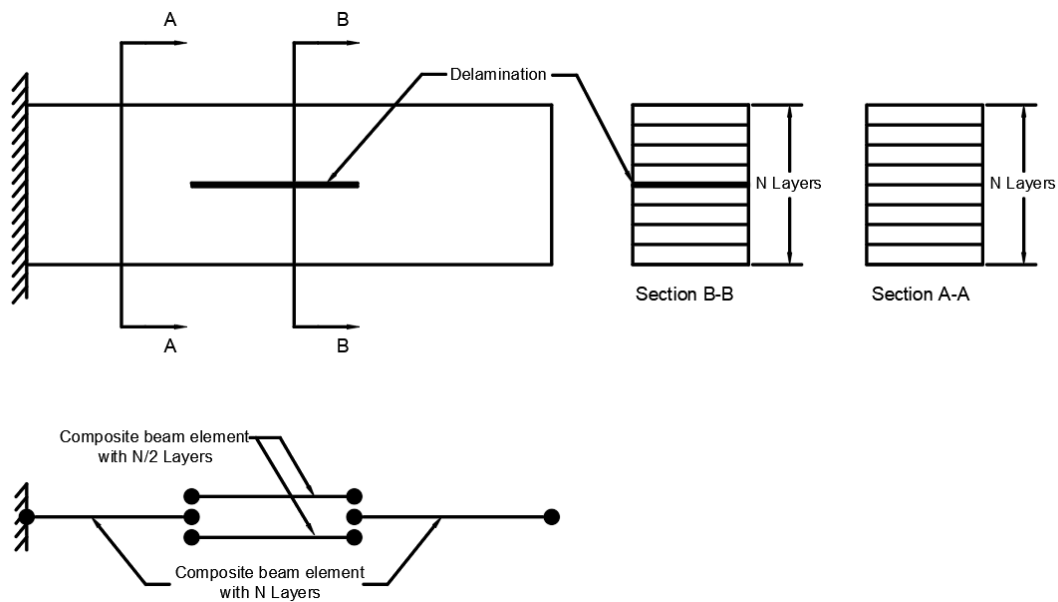 A
B
Delamination
N Layers
N Layers
Section B-B
Section A-A
A
B
Composite beam element
with N/2 Layers
Composite beam element
with N Layers